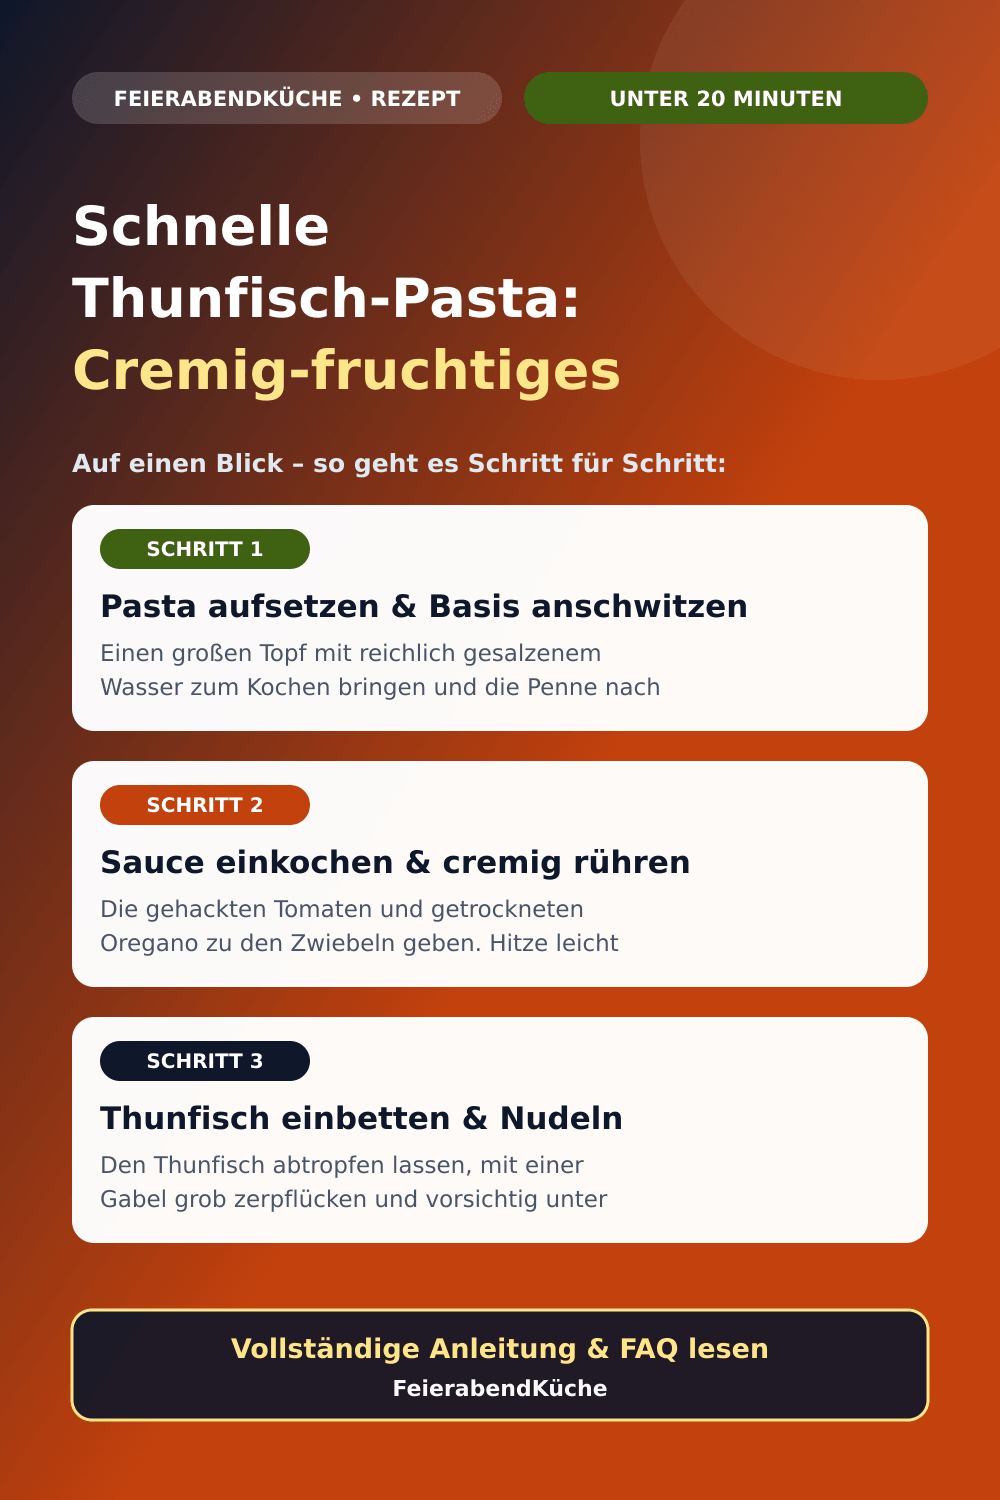 FEIERABENDKÜCHE • REZEPT
UNTER 20 MINUTEN
Schnelle
Thunfisch-Pasta:
Cremig-fruchtiges
Auf einen Blick – so geht es Schritt für Schritt:
SCHRITT 1
Pasta aufsetzen & Basis anschwitzen
Einen großen Topf mit reichlich gesalzenem
Wasser zum Kochen bringen und die Penne nach
SCHRITT 2
Sauce einkochen & cremig rühren
Die gehackten Tomaten und getrockneten
Oregano zu den Zwiebeln geben. Hitze leicht
SCHRITT 3
Thunfisch einbetten & Nudeln
Den Thunfisch abtropfen lassen, mit einer
Gabel grob zerpflücken und vorsichtig unter
Vollständige Anleitung & FAQ lesen
FeierabendKüche